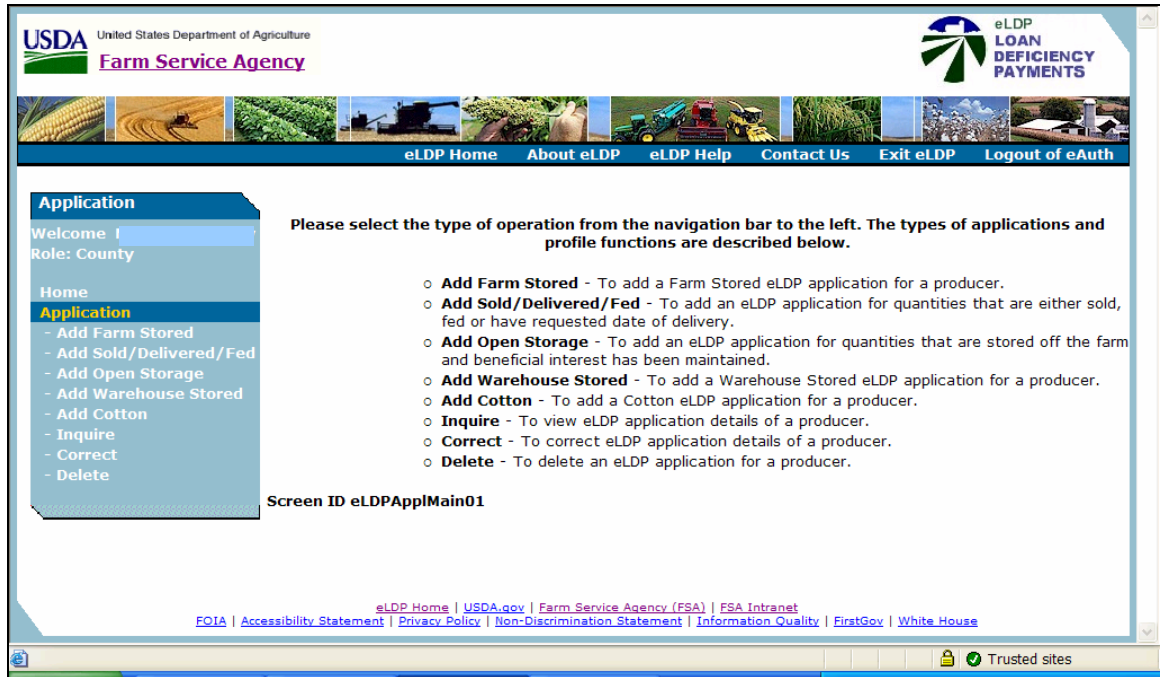 USDA
United States Department of Agriculture
Farm Service Agency
eLDP
LOAN
DEFICIENCY
PAYMENTS
eLDP Home About eLDP eLDP Help Contact Us Exit eLDP Logout of eAuth
Application
Welcome
Role: County
Home
Application
- Add Farm Stored
- Add Sold/Delivered/Fed
- Add Open Storage
- Add Warehouse Stored
- Add Cotton
- Inquire
- Correct
- Delete
Please select the type of operation from the navigation bar to the left. The types of applications and
profile functions are described below.
o Add Farm Stored - To add a Farm Stored eLDP application for a producer.
o Add Sold/Delivered/Fed - To add an eLDP application for quantities that are either sold,
fed or have requested date of delivery.
o Add Open Storage - To add an eLDP application for quantities that are stored off the farm
and beneficial interest has been maintained.
o Add Warehouse Stored - To add a Warehouse Stored eLDP application for a producer.
o Add Cotton - To add a Cotton eLDP application for a producer.
o Inquire - To view eLDP application details of a producer.
o Correct - To correct eLDP application details of a producer.
o Delete - To delete an eLDP application for a producer.
Screen ID eLDPApplMain01
eLDP Home | USDA.gov | Farm Service Agency (FSA) | FSA Intranet
FOIA | Accessibility Statement | Privacy Policy | Non-Discrimination Statement | Information Quality | FirstGov | White House
Trusted sites